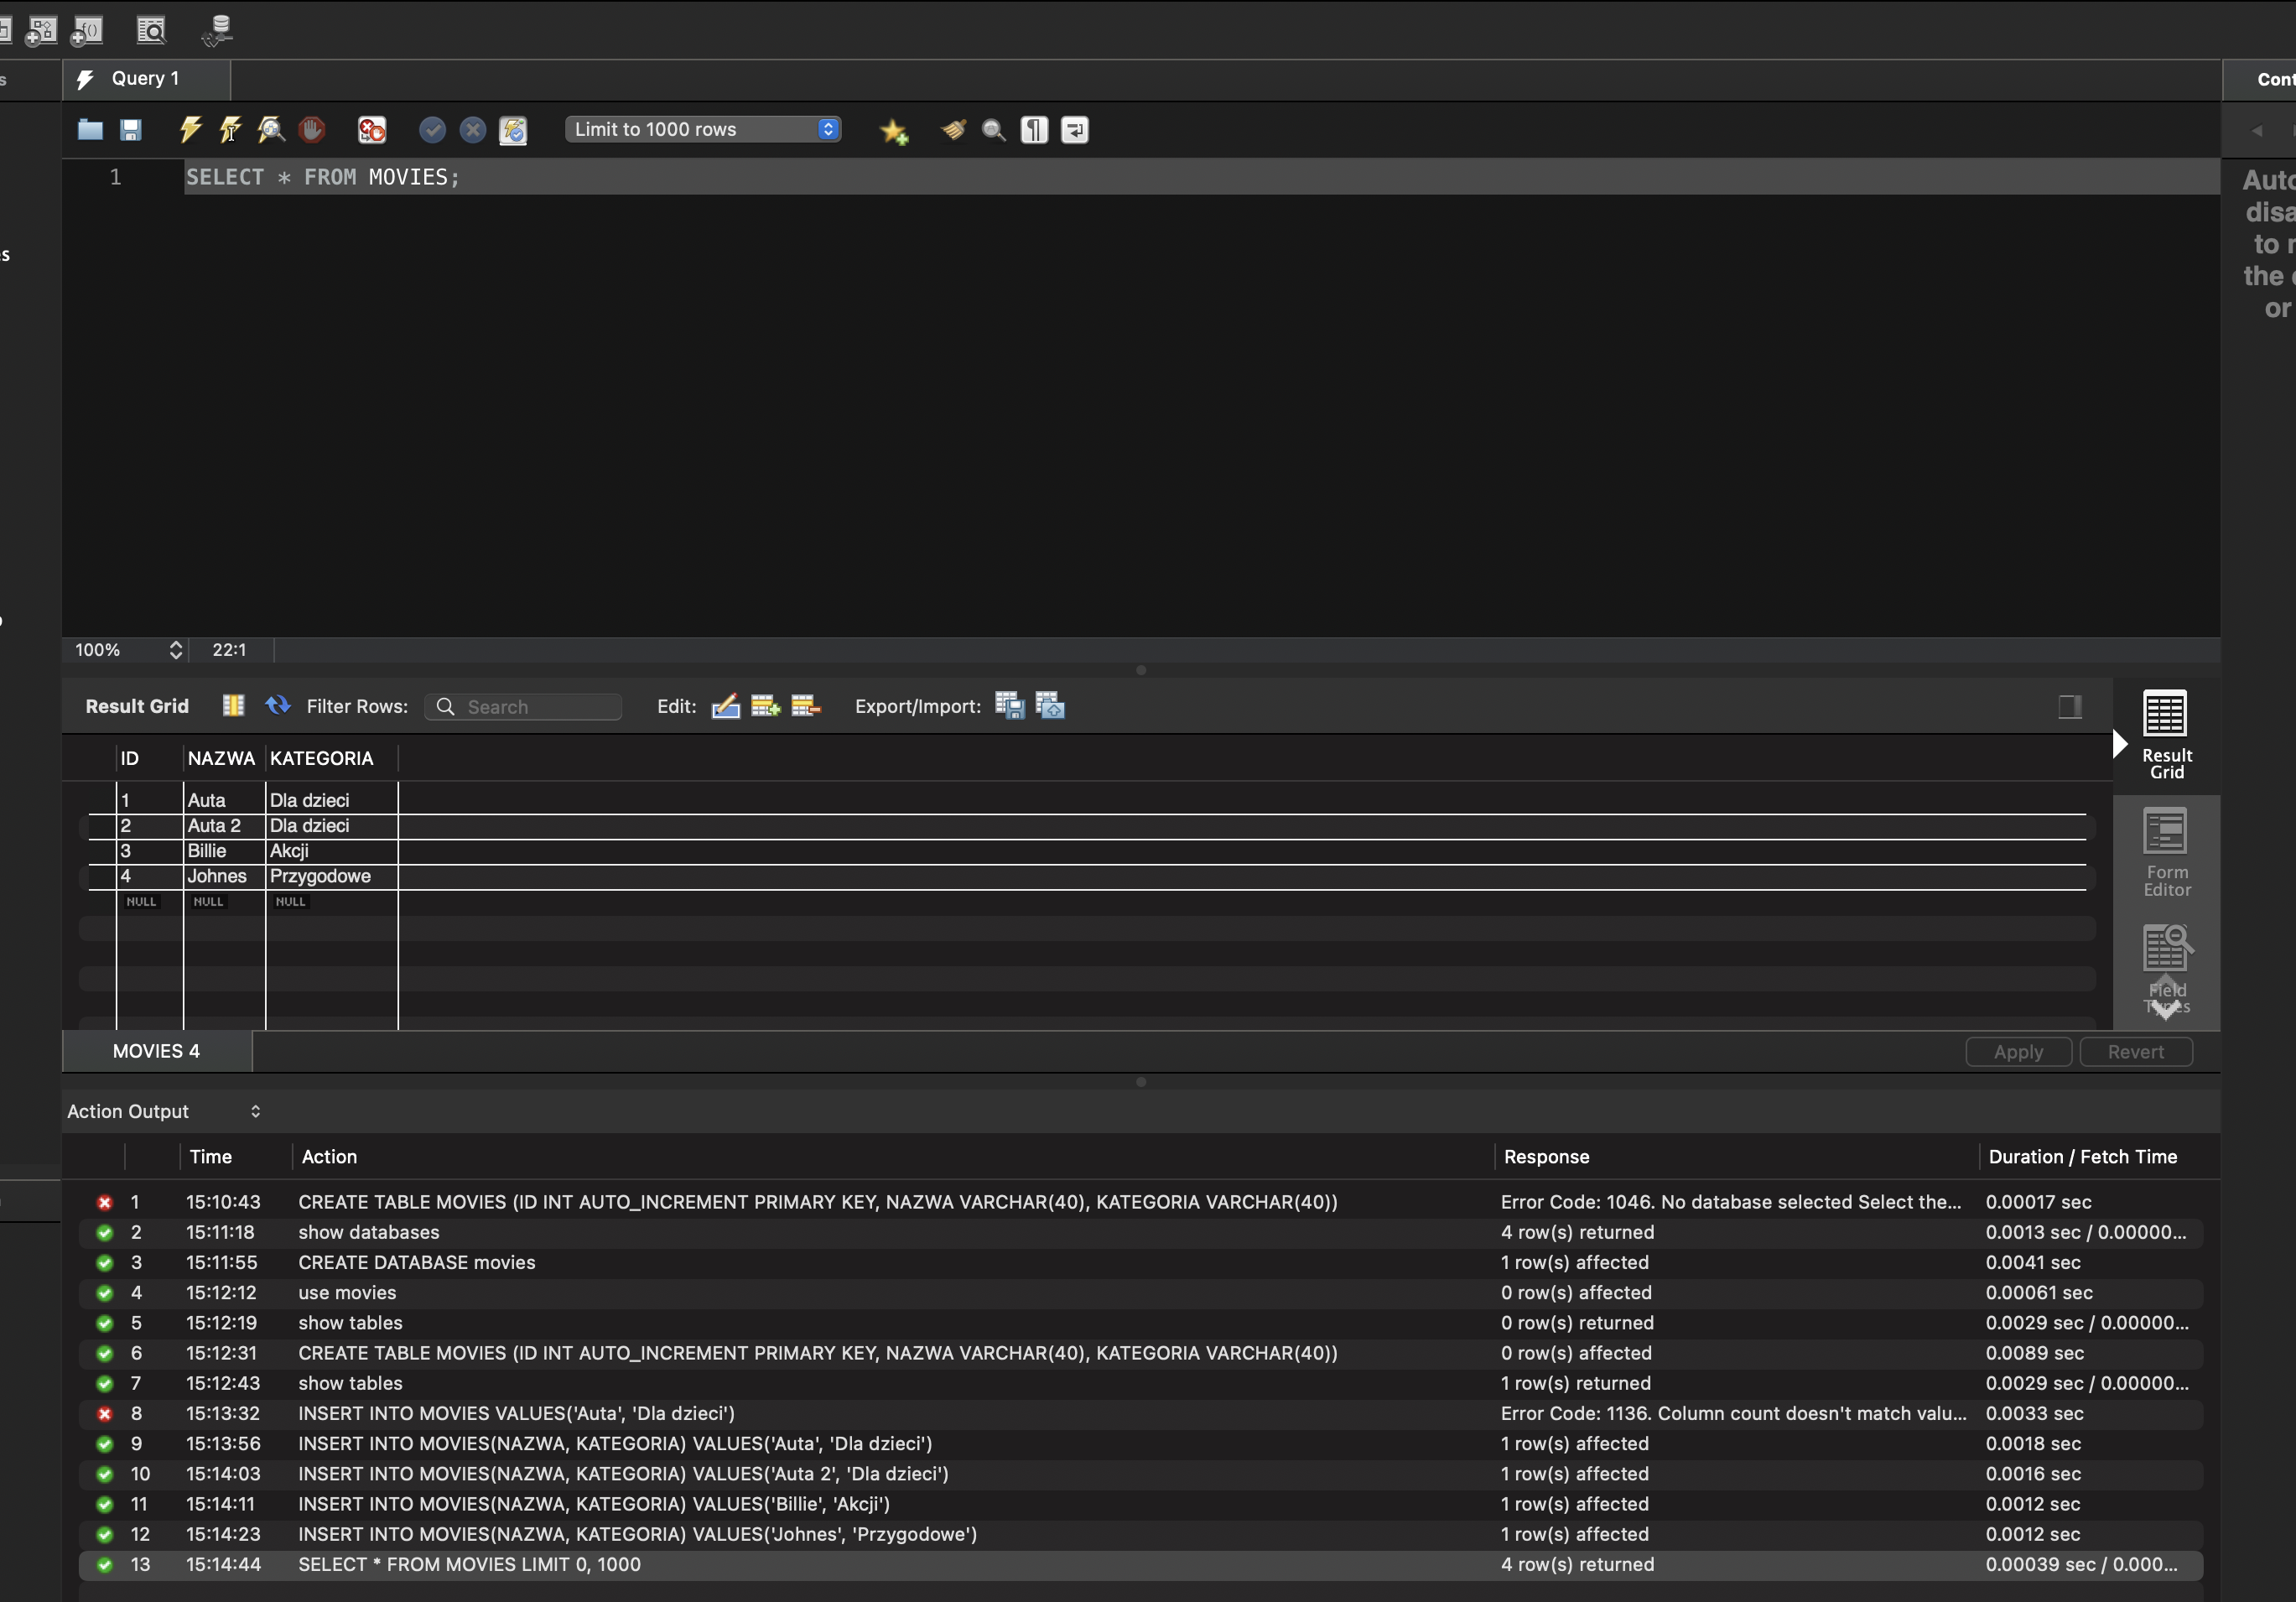 f()
s
Query 1
Cont
Limit to 1000 rows
1 SELECT * FROM MOVIES;
Auto
disa
to
the
or
100% 22:1
Result Grid Filter Rows: Search Edit: Export/Import:
Result
Grid
Form
Editor
Field
Types
ID NAZWA KATEGORIA
1 Auta Dla dzieci
2 Auta 2 Dla dzieci
3 Billie Akcji
4 Johnes Przygodowe
NULL NULL NULL
MOVIES 4 Apply Revert
Action Output
Time Action Response Duration / Fetch Time
1 15:10:43 CREATE TABLE MOVIES (ID INT AUTO_INCREMENT PRIMARY KEY, NAZWA VARCHAR(40), KATEGORIA VARCHAR(40)) Error Code: 1046. No database selected Select the... 0.00017 sec
2 15:11:18 show databases 4 row(s) returned 0.0013 sec / 0.00000...
3 15:11:55 CREATE DATABASE movies 1 row(s) affected 0.0041 sec
4 15:12:12 use movies 0 row(s) affected 0.00061 sec
5 15:12:19 show tables 0 row(s) returned 0.0029 sec / 0.00000...
6 15:12:31 CREATE TABLE MOVIES (ID INT AUTO_INCREMENT PRIMARY KEY, NAZWA VARCHAR(40), KATEGORIA VARCHAR(40)) 0 row(s) affected 0.0089 sec
7 15:12:43 show tables 1 row(s) returned 0.0029 sec / 0.00000...
8 15:13:32 INSERT INTO MOVIES VALUES('Auta', 'Dla dzieci') Error Code: 1136. Column count doesn't match valu... 0.0033 sec
9 15:13:56 INSERT INTO MOVIES(NAZWA, KATEGORIA) VALUES('Auta', 'Dla dzieci') 1 row(s) affected 0.0018 sec
10 15:14:03 INSERT INTO MOVIES(NAZWA, KATEGORIA) VALUES('Auta 2', 'Dla dzieci') 1 row(s) affected 0.0016 sec
11 15:14:11 INSERT INTO MOVIES(NAZWA, KATEGORIA) VALUES('Billie', 'Akcji') 1 row(s) affected 0.0012 sec
12 15:14:23 INSERT INTO MOVIES(NAZWA, KATEGORIA) VALUES('Johnes', 'Przygodowe') 1 row(s) affected 0.0012 sec
13 15:14:44 SELECT * FROM MOVIES LIMIT 0, 1000 4 row(s) returned 0.00039 sec / 0.000...